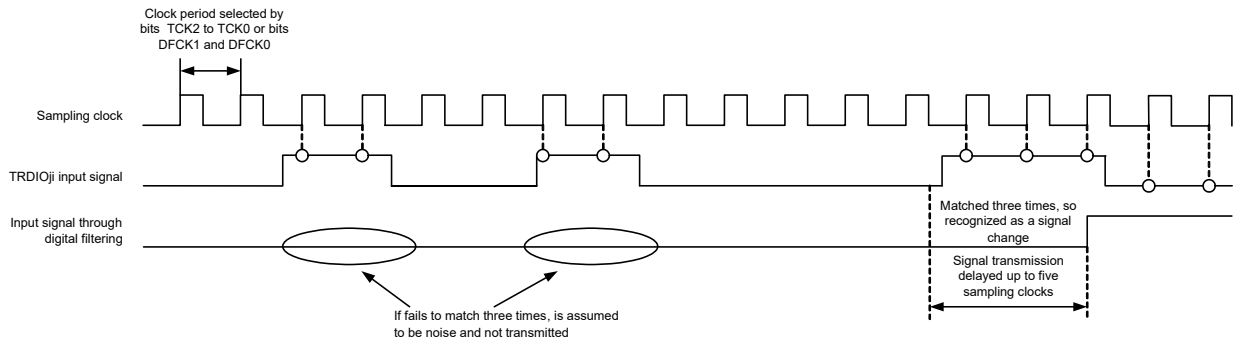 Clock period selected by
bits TCK2 to TCK0 or bits
DFCK1 and DFCK0
Sampling clock
TRDIOji input signal
Input signal through
digital filtering
Matched three times, so
recognized as a signal
change
Signal transmission
delayed up to five
sampling clocks
If fails to match three times, is assumed
to be noise and not transmitted